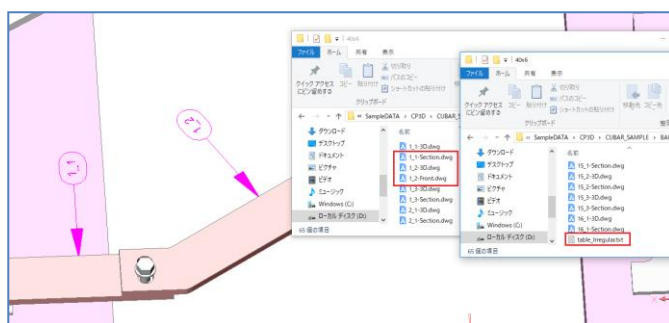 1_1
1_2
40x6
ファイル ホーム 共有 表示
クイック アクセス
にピン留めする
コピー 貼り付け
切り取り
パスのコピー
ショートカットの貼り付け
クリップボード
SampleDATA › CP3D › CUBAR_S
ダウンロード
デスクトップ
ドキュメント
ピクチャ
ビデオ
ミュージック
Windows (C:)
ローカル ディスク (D:)
名前
1_1-3D.dwg
1_1-Section.dwg
1_2-3D.dwg
1_2-Front.dwg
1_3-3D.dwg
1_3-Section.dwg
2_1-3D.dwg
2_1-Section.dwg
65 個の項目
40x6
ファイル ホーム 共有 表示
クイック アクセス
にピン留めする
コピー 貼り付け
切り取り
パスのコピー
ショートカットの貼り付け
クリップボード
移動先 コピー先
整理
SampleDATA › CP3D › CUBAR_SAMPLE › BAR
ダウンロード
デスクトップ
ドキュメント
ピクチャ
ビデオ
ミュージック
Windows (C:)
ローカル ディスク (D:)
名前
15_1-Section.dwg
15_2-3D.dwg
15_2-Section.dwg
15_3-3D.dwg
15_3-Section.dwg
16_1-3D.dwg
16_1-Section.dwg
table_Irregular.txt
65 個の項目